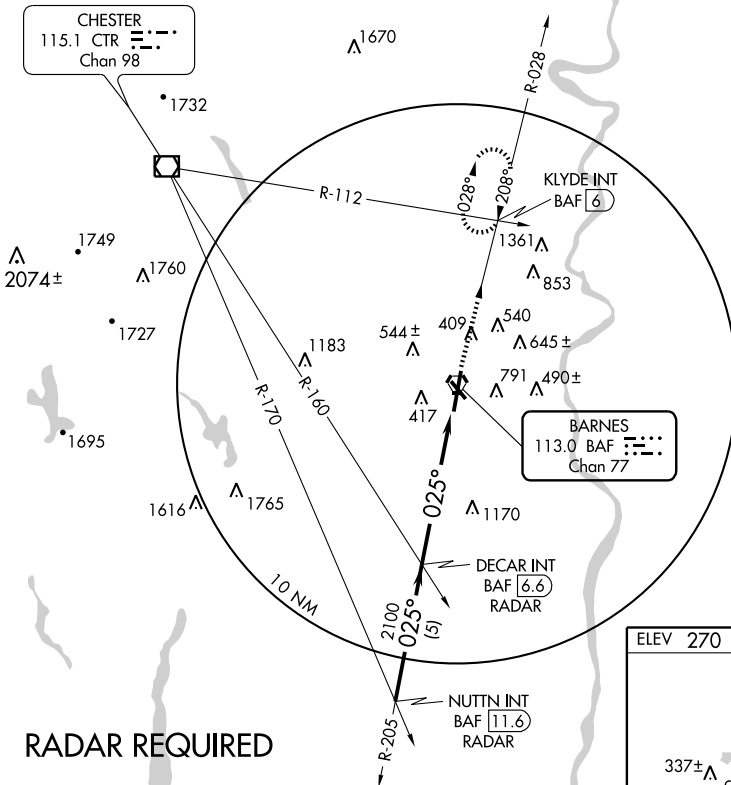 CHESTER
115.1 CTR
Chan 98
1670
1732
R-028
R-112
028°
208°
KLYDE INT
BAF 6
1361
1749
2074±
1760
853
1727
1183
544±
409
540
645±
R-170
R-160
417
791
490±
BARNES
113.0 BAF
Chan 77
1695
025°
1616
1765
1170
10 NM
DECAR INT
BAF 6.6
RADAR
2100
025°
(5)
ELEV 270
NUTTN INT
BAF 11.6
RADAR
R-205
RADAR REQUIRED
337±